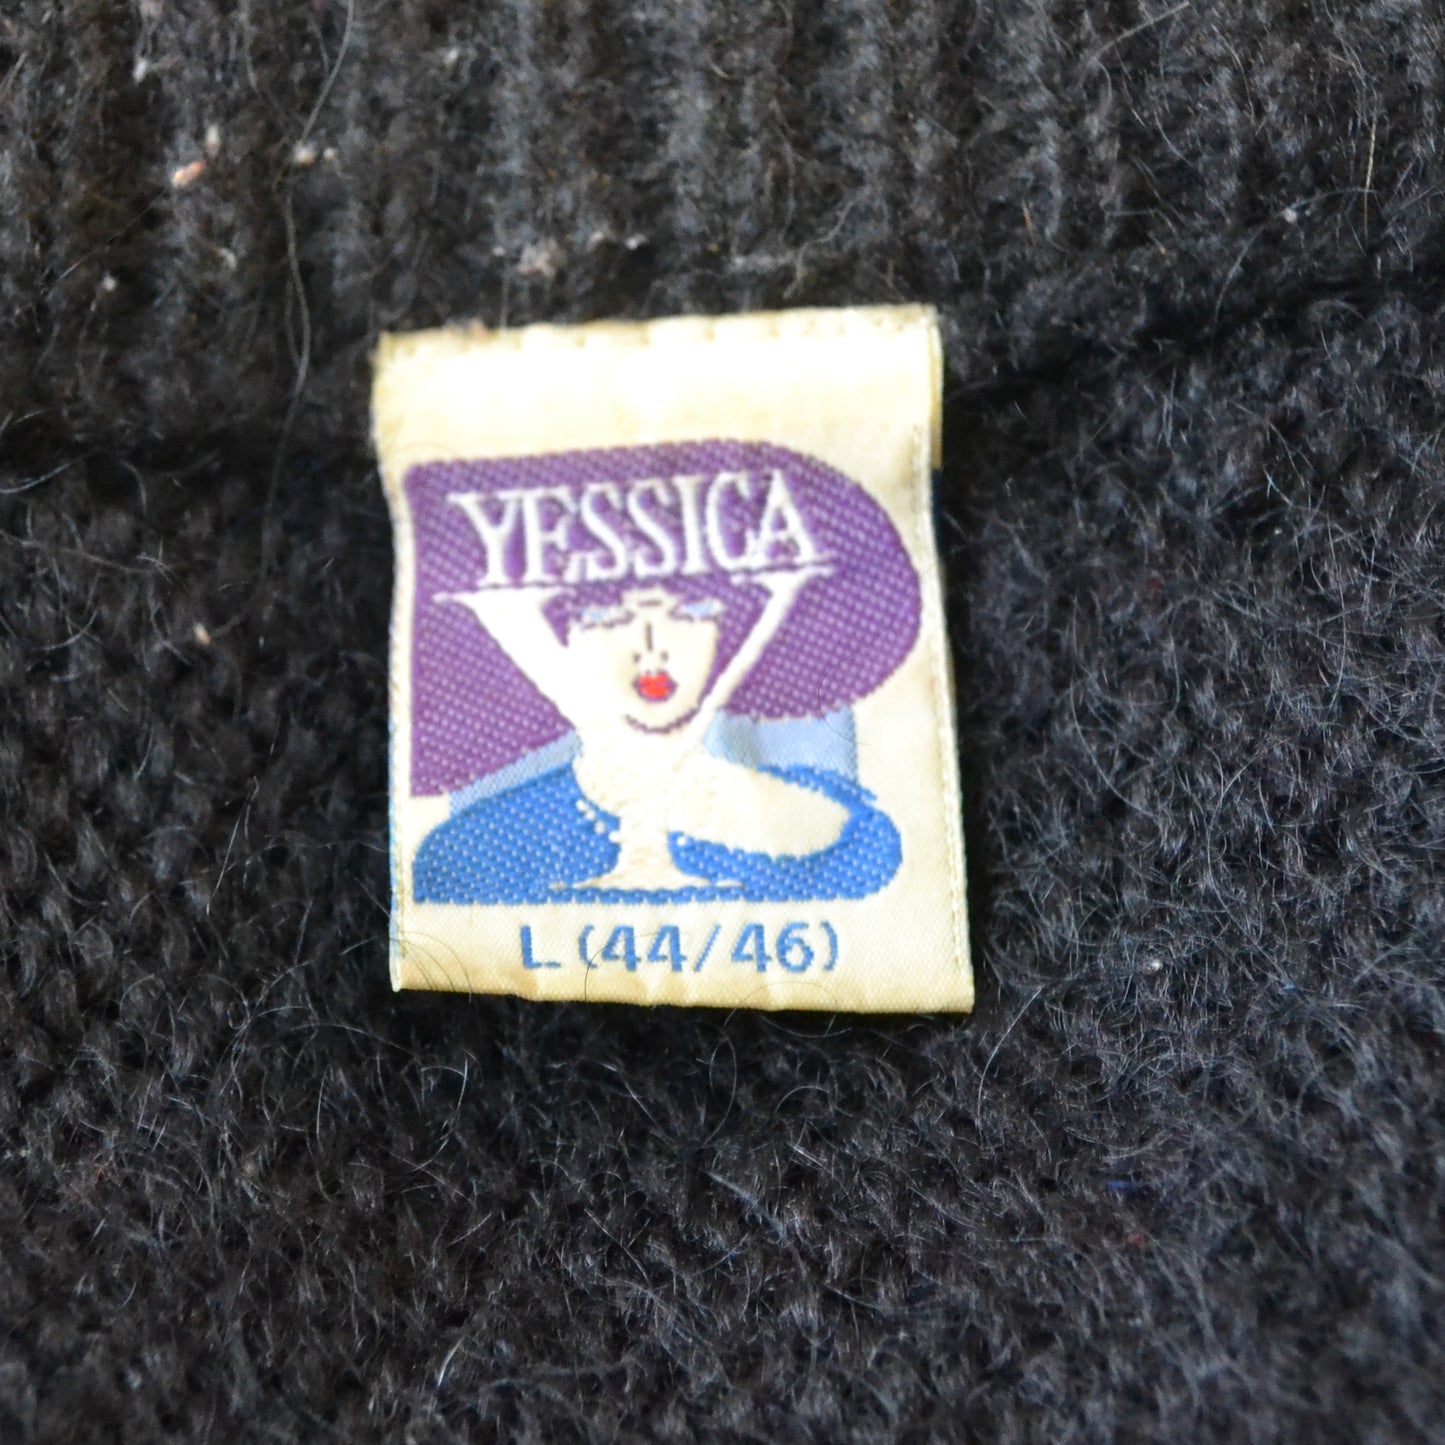 YESSICA
Y
L (44/46)